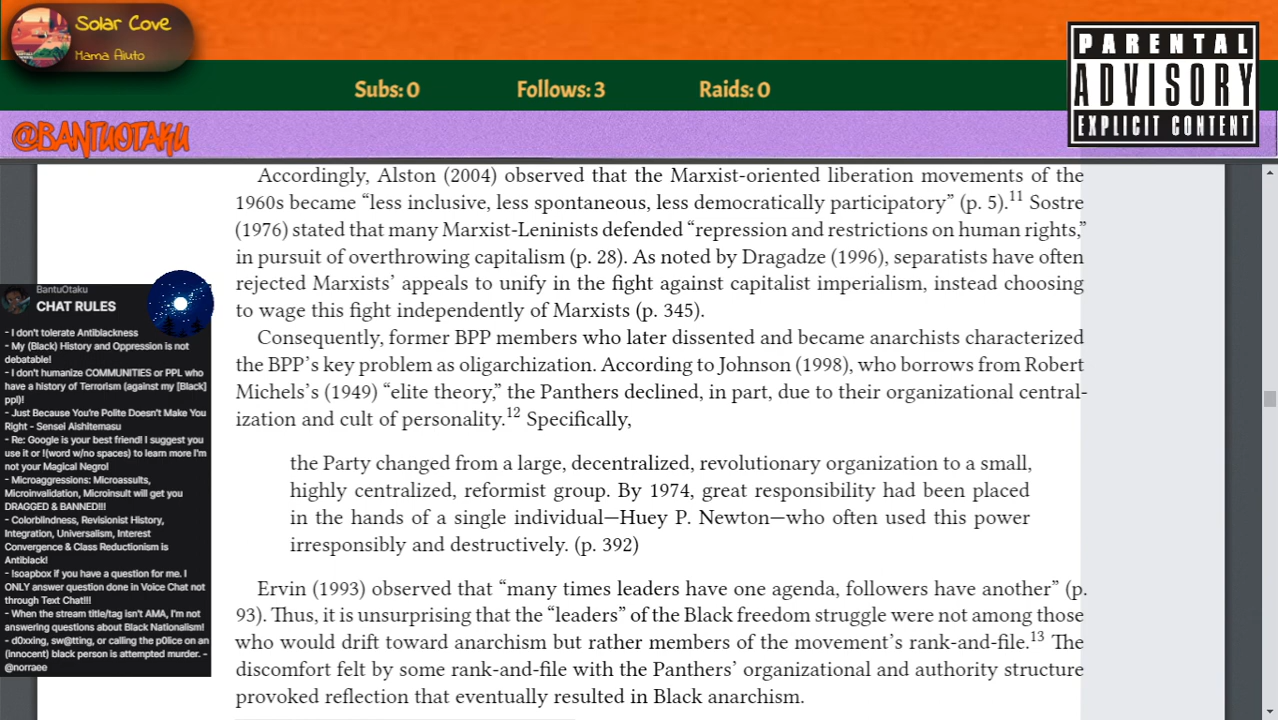 Solar Cove
Mama Aiuto
PARENTAL
ADVISORY
EXPLICIT CONTENT
Subs: 0 Follows: 3 Raids: 0
@BANTUOTAKU
Accordingly, Alston (2004) observed that the Marxist-oriented liberation movements of the
1960s became “less inclusive, less spontaneous, less democratically participatory” (p. 5).11 Sostre
(1976) stated that many Marxist-Leninists defended “repression and restrictions on human rights,”
in pursuit of overthrowing capitalism (p. 28). As noted by Dragadze (1996), separatists have often
rejected Marxists’ appeals to unify in the fight against capitalist imperialism, instead choosing
to wage this fight independently of Marxists (p. 345).
Consequently, former BPP members who later dissented and became anarchists characterized
the BPP’s key problem as oligarchization. According to Johnson (1998), who borrows from Robert
Michels’s (1949) “elite theory,” the Panthers declined, in part, due to their organizational central-
ization and cult of personality.12 Specifically,
the Party changed from a large, decentralized, revolutionary organization to a small,
highly centralized, reformist group. By 1974, great responsibility had been placed
in the hands of a single individual—Huey P. Newton—who often used this power
irresponsibly and destructively. (p. 392)
Ervin (1993) observed that “many times leaders have one agenda, followers have another” (p.
93). Thus, it is unsurprising that the “leaders” of the Black freedom struggle were not among those
who would drift toward anarchism but rather members of the movement’s rank-and-file.13 The
discomfort felt by some rank-and-file with the Panthers’ organizational and authority structure
provoked reflection that eventually resulted in Black anarchism.
BantuOtaku
CHAT RULES
- I don't tolerate Antiblackness
- My (Black) History and Oppression is not
debatable!
- I don't humanize COMMUNITIES or PPL who
have a history of Terrorism (against my [Black]
ppl)!
- Just Because You're Polite Doesn't Make You
Right - Sensei Aishitemasu
- Re: Google is your best friend! I suggest you
use it or !(word w/no spaces) to learn more I'm
not your Magical Negro!
- Microaggressions: Microassults,
Microinvalidation, Microinsult will get you
DRAGGED & BANNED!!!
- Colorblindness, Revisionist History,
Integration, Universalism, Interest
Convergence & Class Reductionism is
Antiblack!
- !soapbox if you have a question for me. I
ONLY answer question done in Voice Chat not
through Text Chat!!!
- When the stream title/tag isn't AMA, I'm not
answering questions about Black Nationalism!
- d0xxing, sw@tting, or calling the p0lice on an
(innocent) black person is attempted murder. -
@norraee